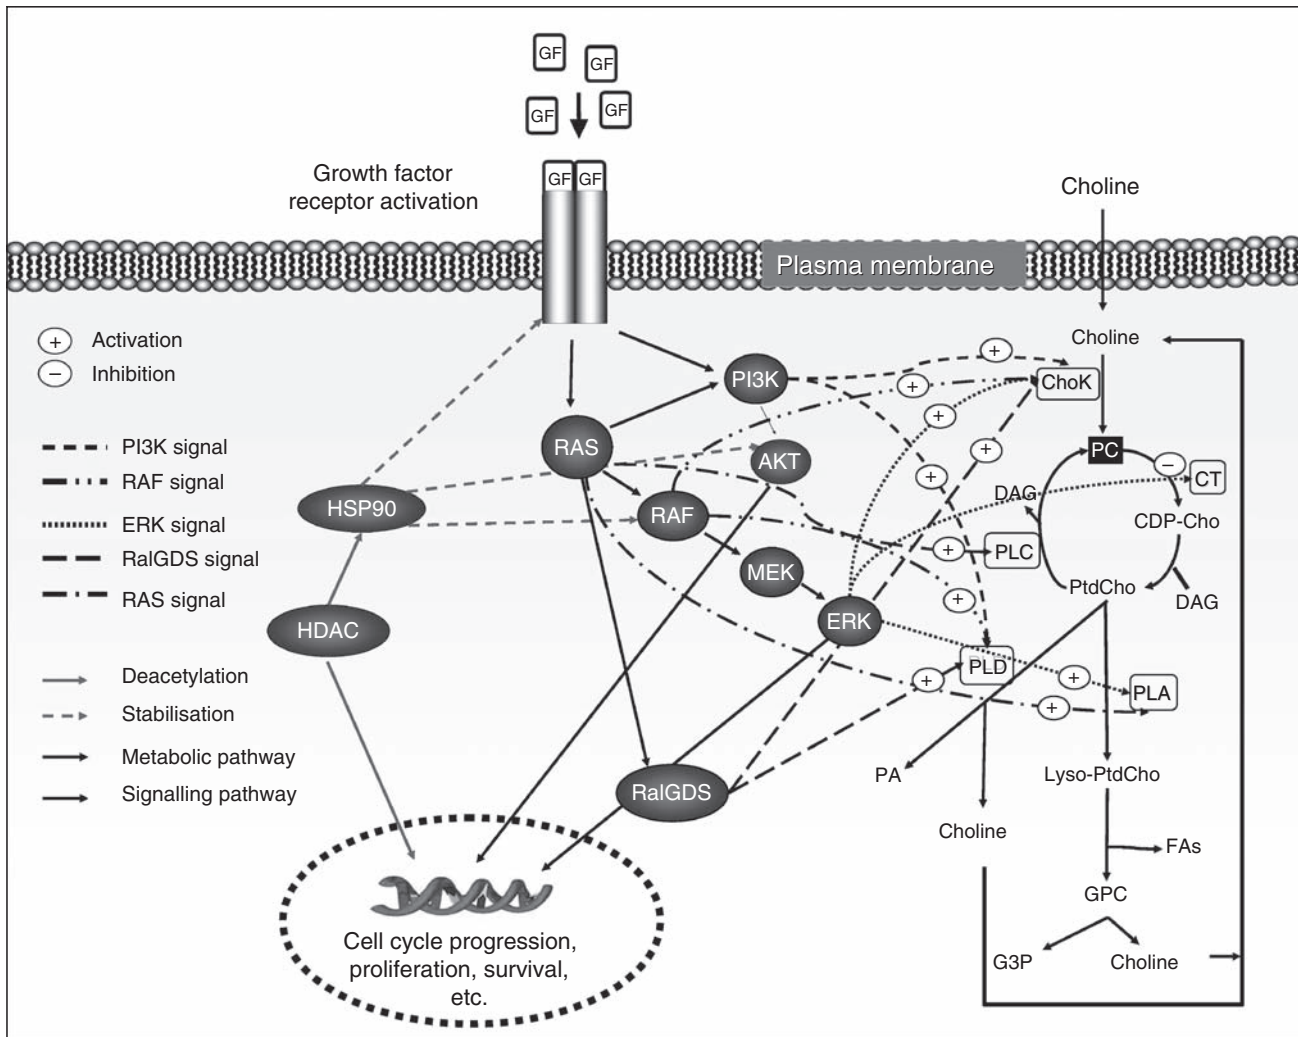 GF
GF
GF
GF
GF GF
Growth factor
receptor activation
Choline
Plasma membrane
+ Activation
− Inhibition
Choline
PI3K
+
+
ChoK
+
PI3K signal
RAF signal
ERK signal
RalGDS signal
RAS signal
RAS
AKT
+
+
PC
−
CT
HSP90
RAF
DAG
CDP-Cho
+
PLC
MEK
PtdCho
DAG
HDAC
ERK
+
Deacetylation
Stabilisation
Metabolic pathway
Signalling pathway
PLD
+
+
+
PLA
RalGDS
PA
Lyso-PtdCho
Choline
FAs
GPC
G3P
Choline
Cell cycle progression,
proliferation, survival,
etc.